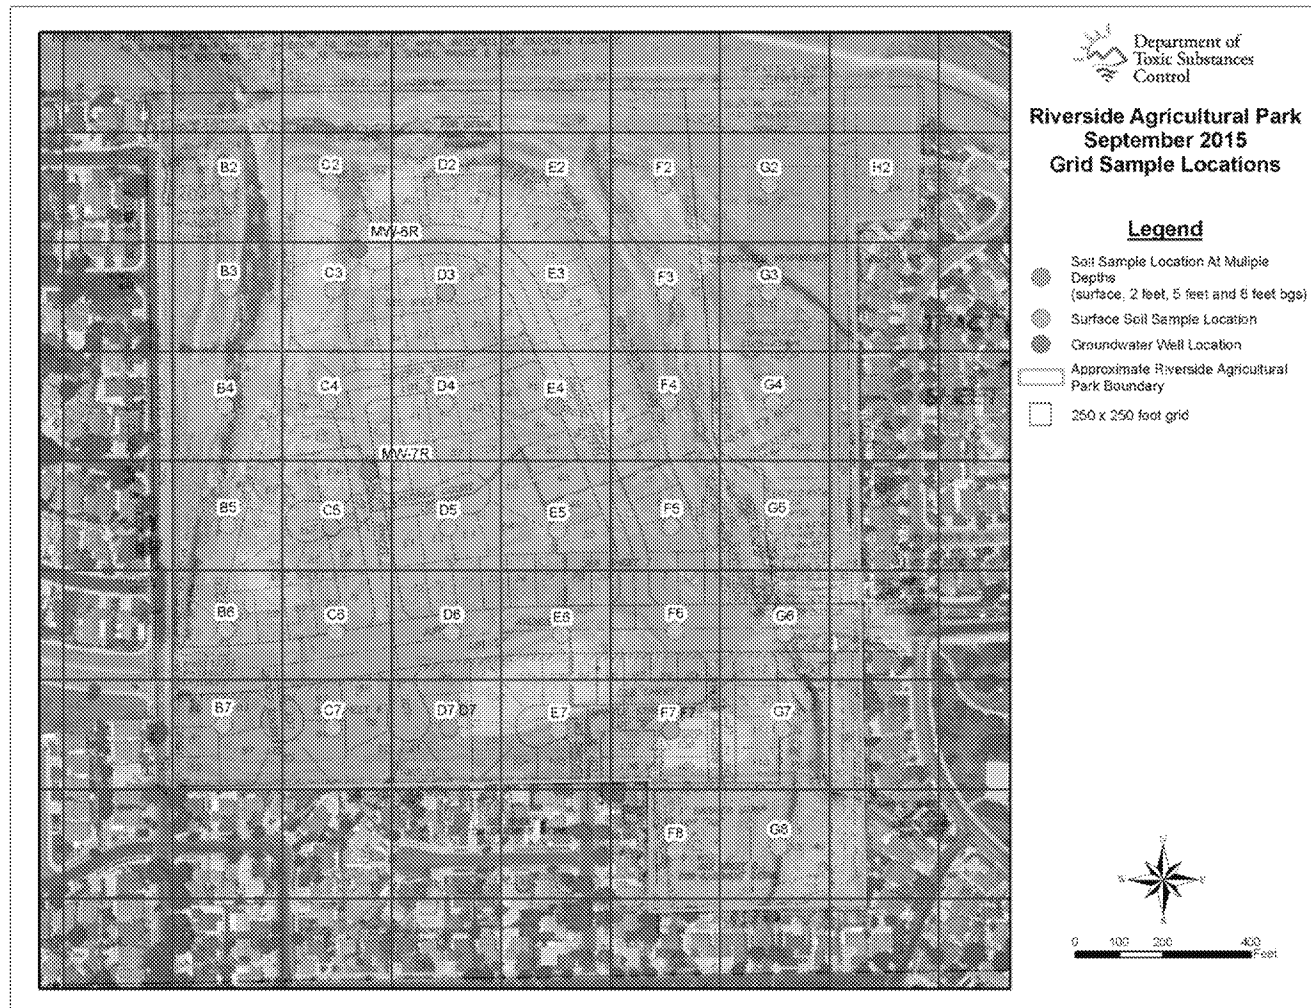 Department of
Toxic Substances
Control
Riverside Agricultural Park
September 2015
Grid Sample Locations
Legend
Soil Sample Location At Muliple
Depths
(surface, 2 feet, 5 feet and 6 feet bgs)
Surface Soil Sample Location
Groundwater Well Location
Approximate Riverside Agricultural
Park Boundary
250 x 250 foot grid
B2 C2 D2 E2 F2 G2 H2
MW-6R
B3 C3 D3 E3 F3 G3
B4 C4 D4 E4 F4 G4
MW-7R
B5 C5 D5 E5 F5 G5
B6 C6 D6 E6 F6 G6
B7 C7 D7 D7 E7 F7 F7 G7
F8 G8
0 100 200 400
Feet